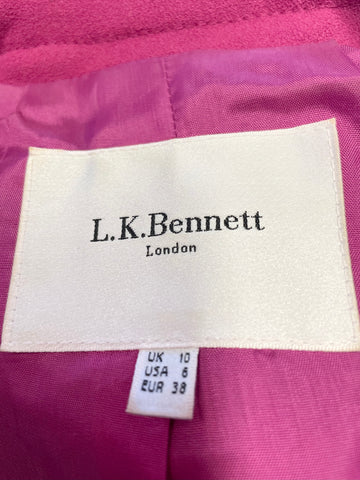 L.K.Bennett
London
UK 10
USA 6
EUR 38